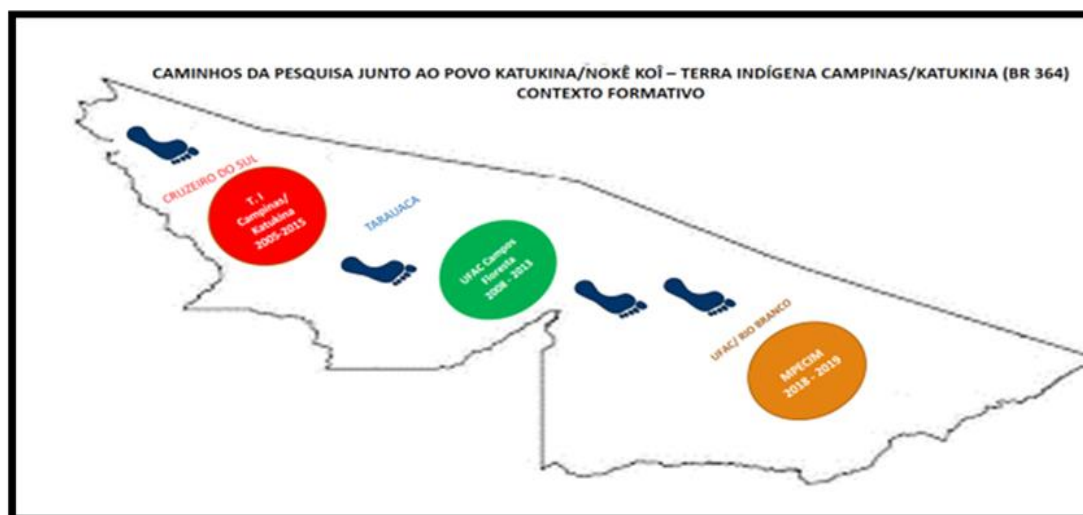 CAMINHOS DA PESQUISA JUNTO AO POVO KATUKINA/NOKÊ KOÎ – TERRA INDÍGENA CAMPINAS/KATUKINA (BR 364)
CONTEXTO FORMATIVO
CRUZEIRO DO SUL
T. I
Campinas/
Katukina
2005-2015
TARAUACA
UFAC Campos
Floresta
2008 - 2013
UFAC/ RIO BRANCO
MPECIM
2018 - 2019